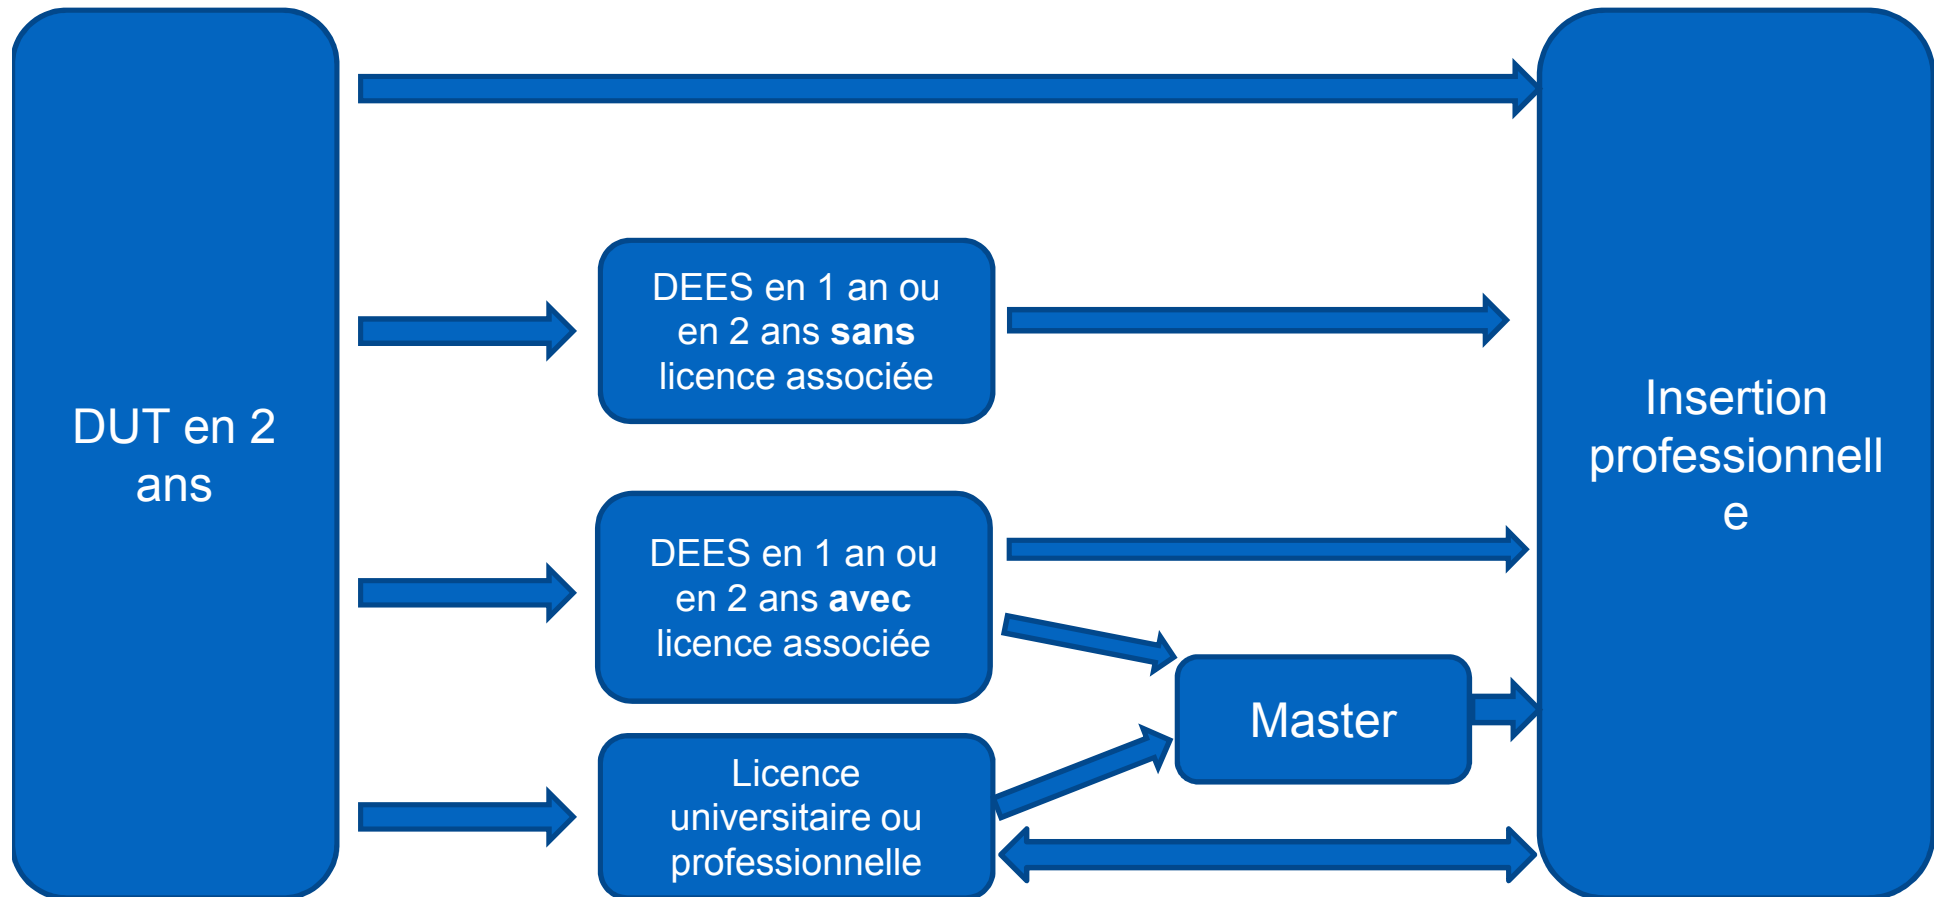 DUT en 2
ans
DEES en 1 an ou
en 2 ans sans
licence associée
DEES en 1 an ou
en 2 ans avec
licence associée
Licence
universitaire ou
professionnelle
Master
Insertion
professionnell
e